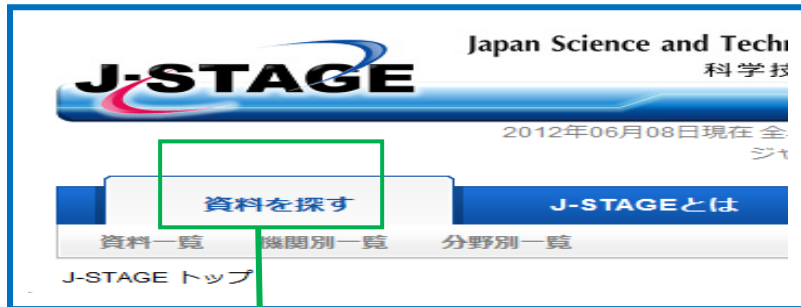 J-STAGE
Japan Science and Techn
科学技
2012年06月08日現在 全
ジャ
資料を探す
J-STAGEとは
資料一覧 機関別一覧 分野別一覧
J-STAGE トップ